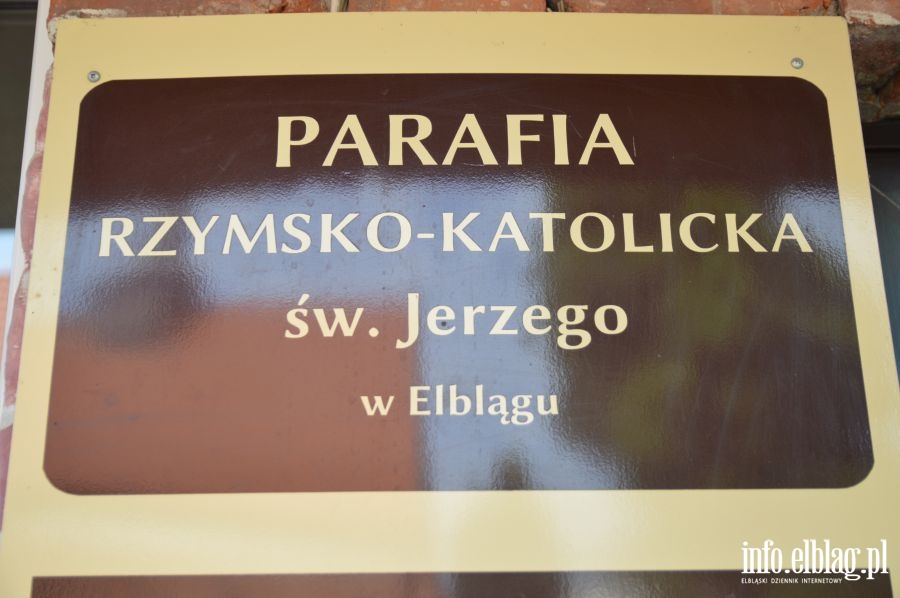 PARAFIA
RZYMSKO-KATOLICKA
św. Jerzego
w Elblągu
info.elblag.pl
ELBLĄSKI DZIENNIK INTERNETOWY